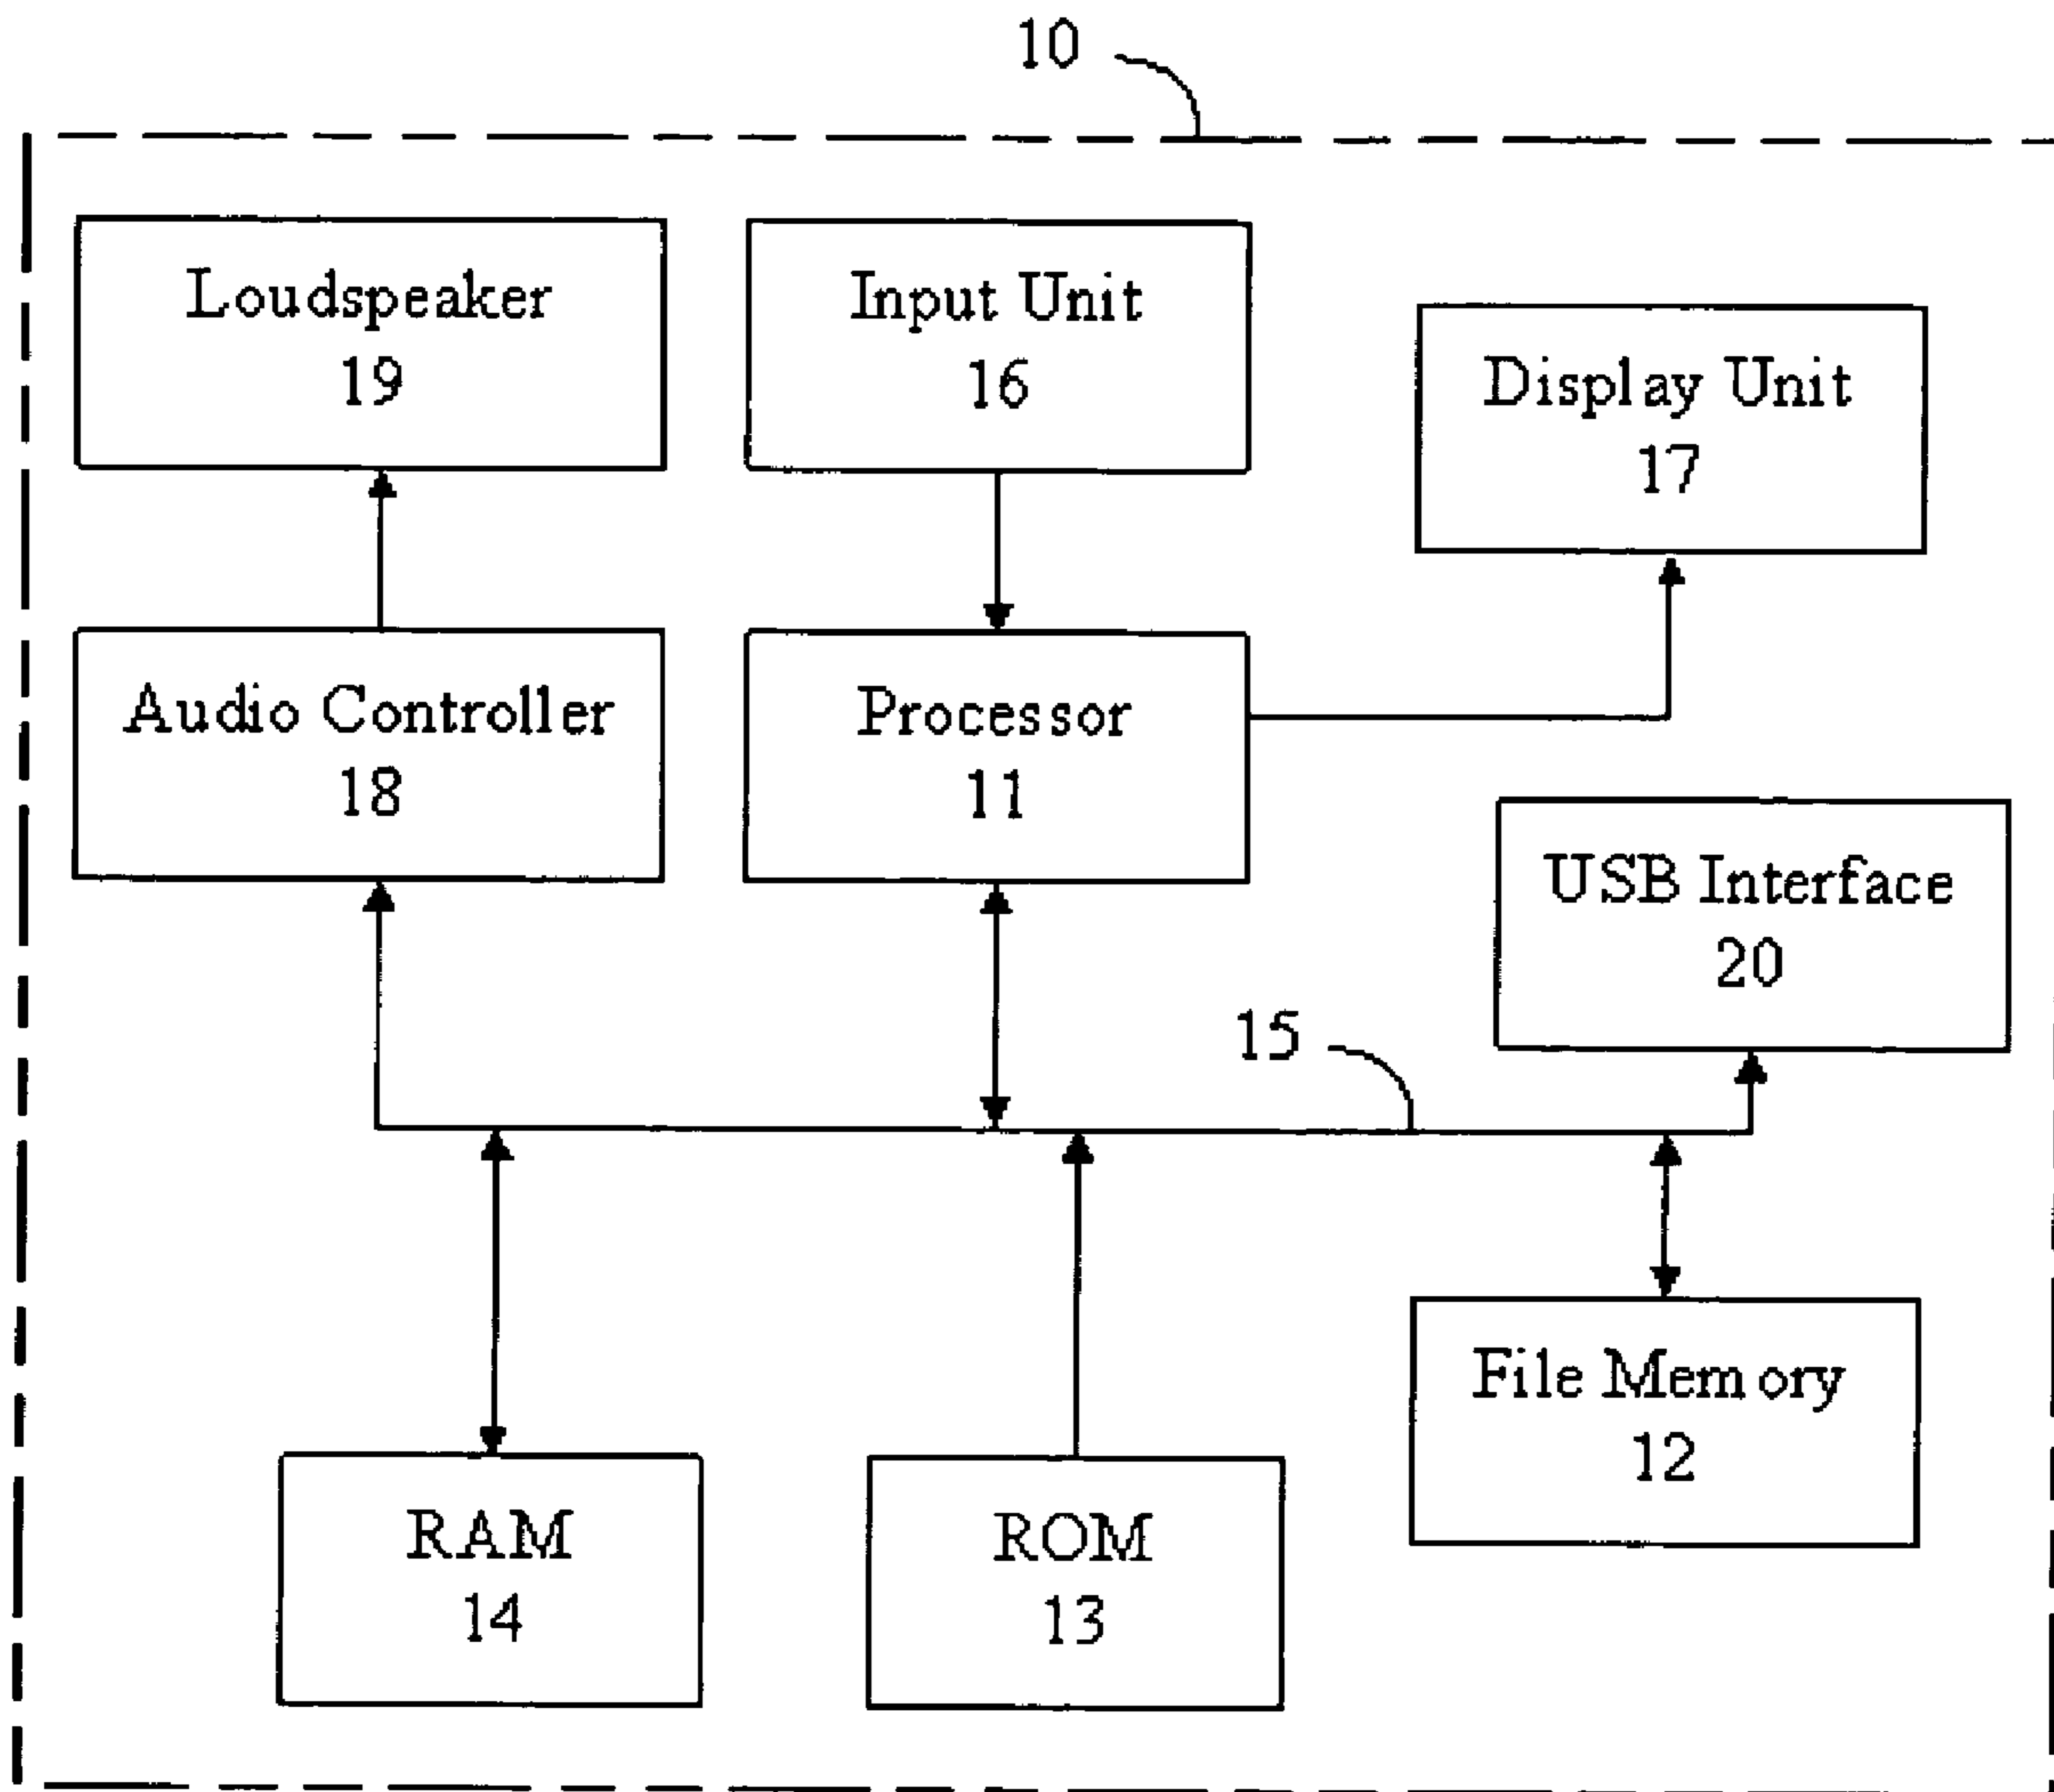 10
Loudspeaker
19
Input Unit
16
Display Unit
17
Audio Controller
18
Processor
11
USB Interface
20
15
File Memory
12
RAM
14
ROM
13